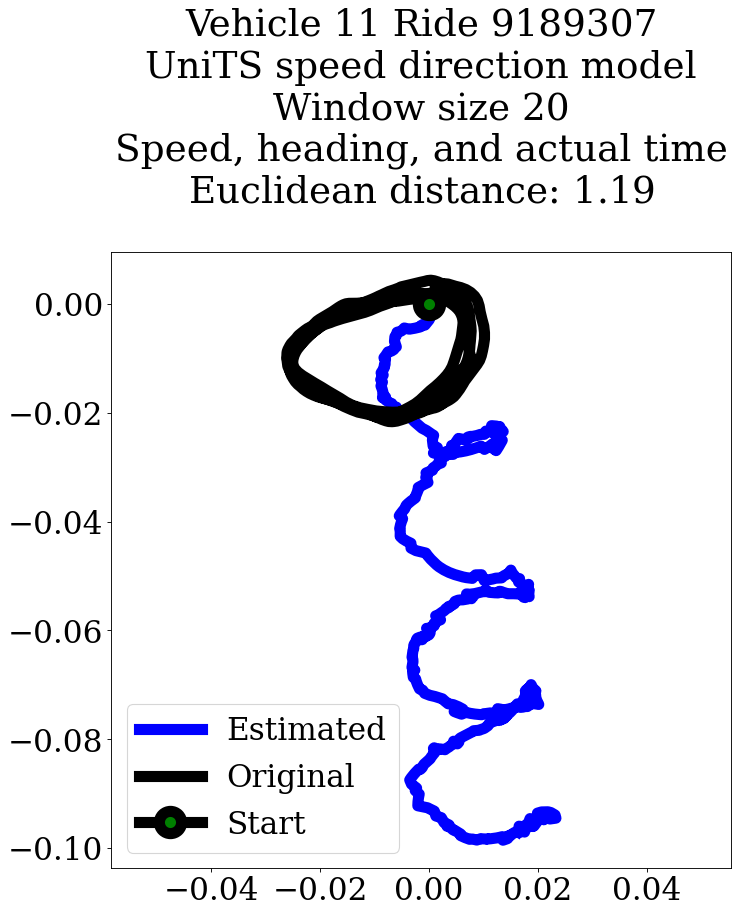 Vehicle 11 Ride 9189307
UniTS speed direction model
Window size 20
Speed, heading, and actual time
Euclidean distance: 1.19
0.00
−0.02
−0.04
−0.06
−0.08
−0.10
Estimated
Original
Start
−0.04 −0.02 0.00 0.02 0.04